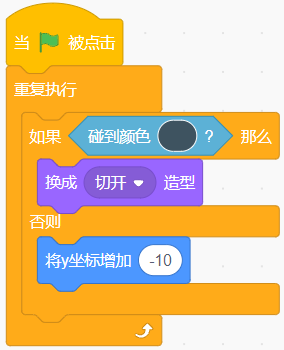 当 被点击
重复执行
如果 碰到颜色 ? 那么
换成 切开 造型
否则
将y坐标增加 -10